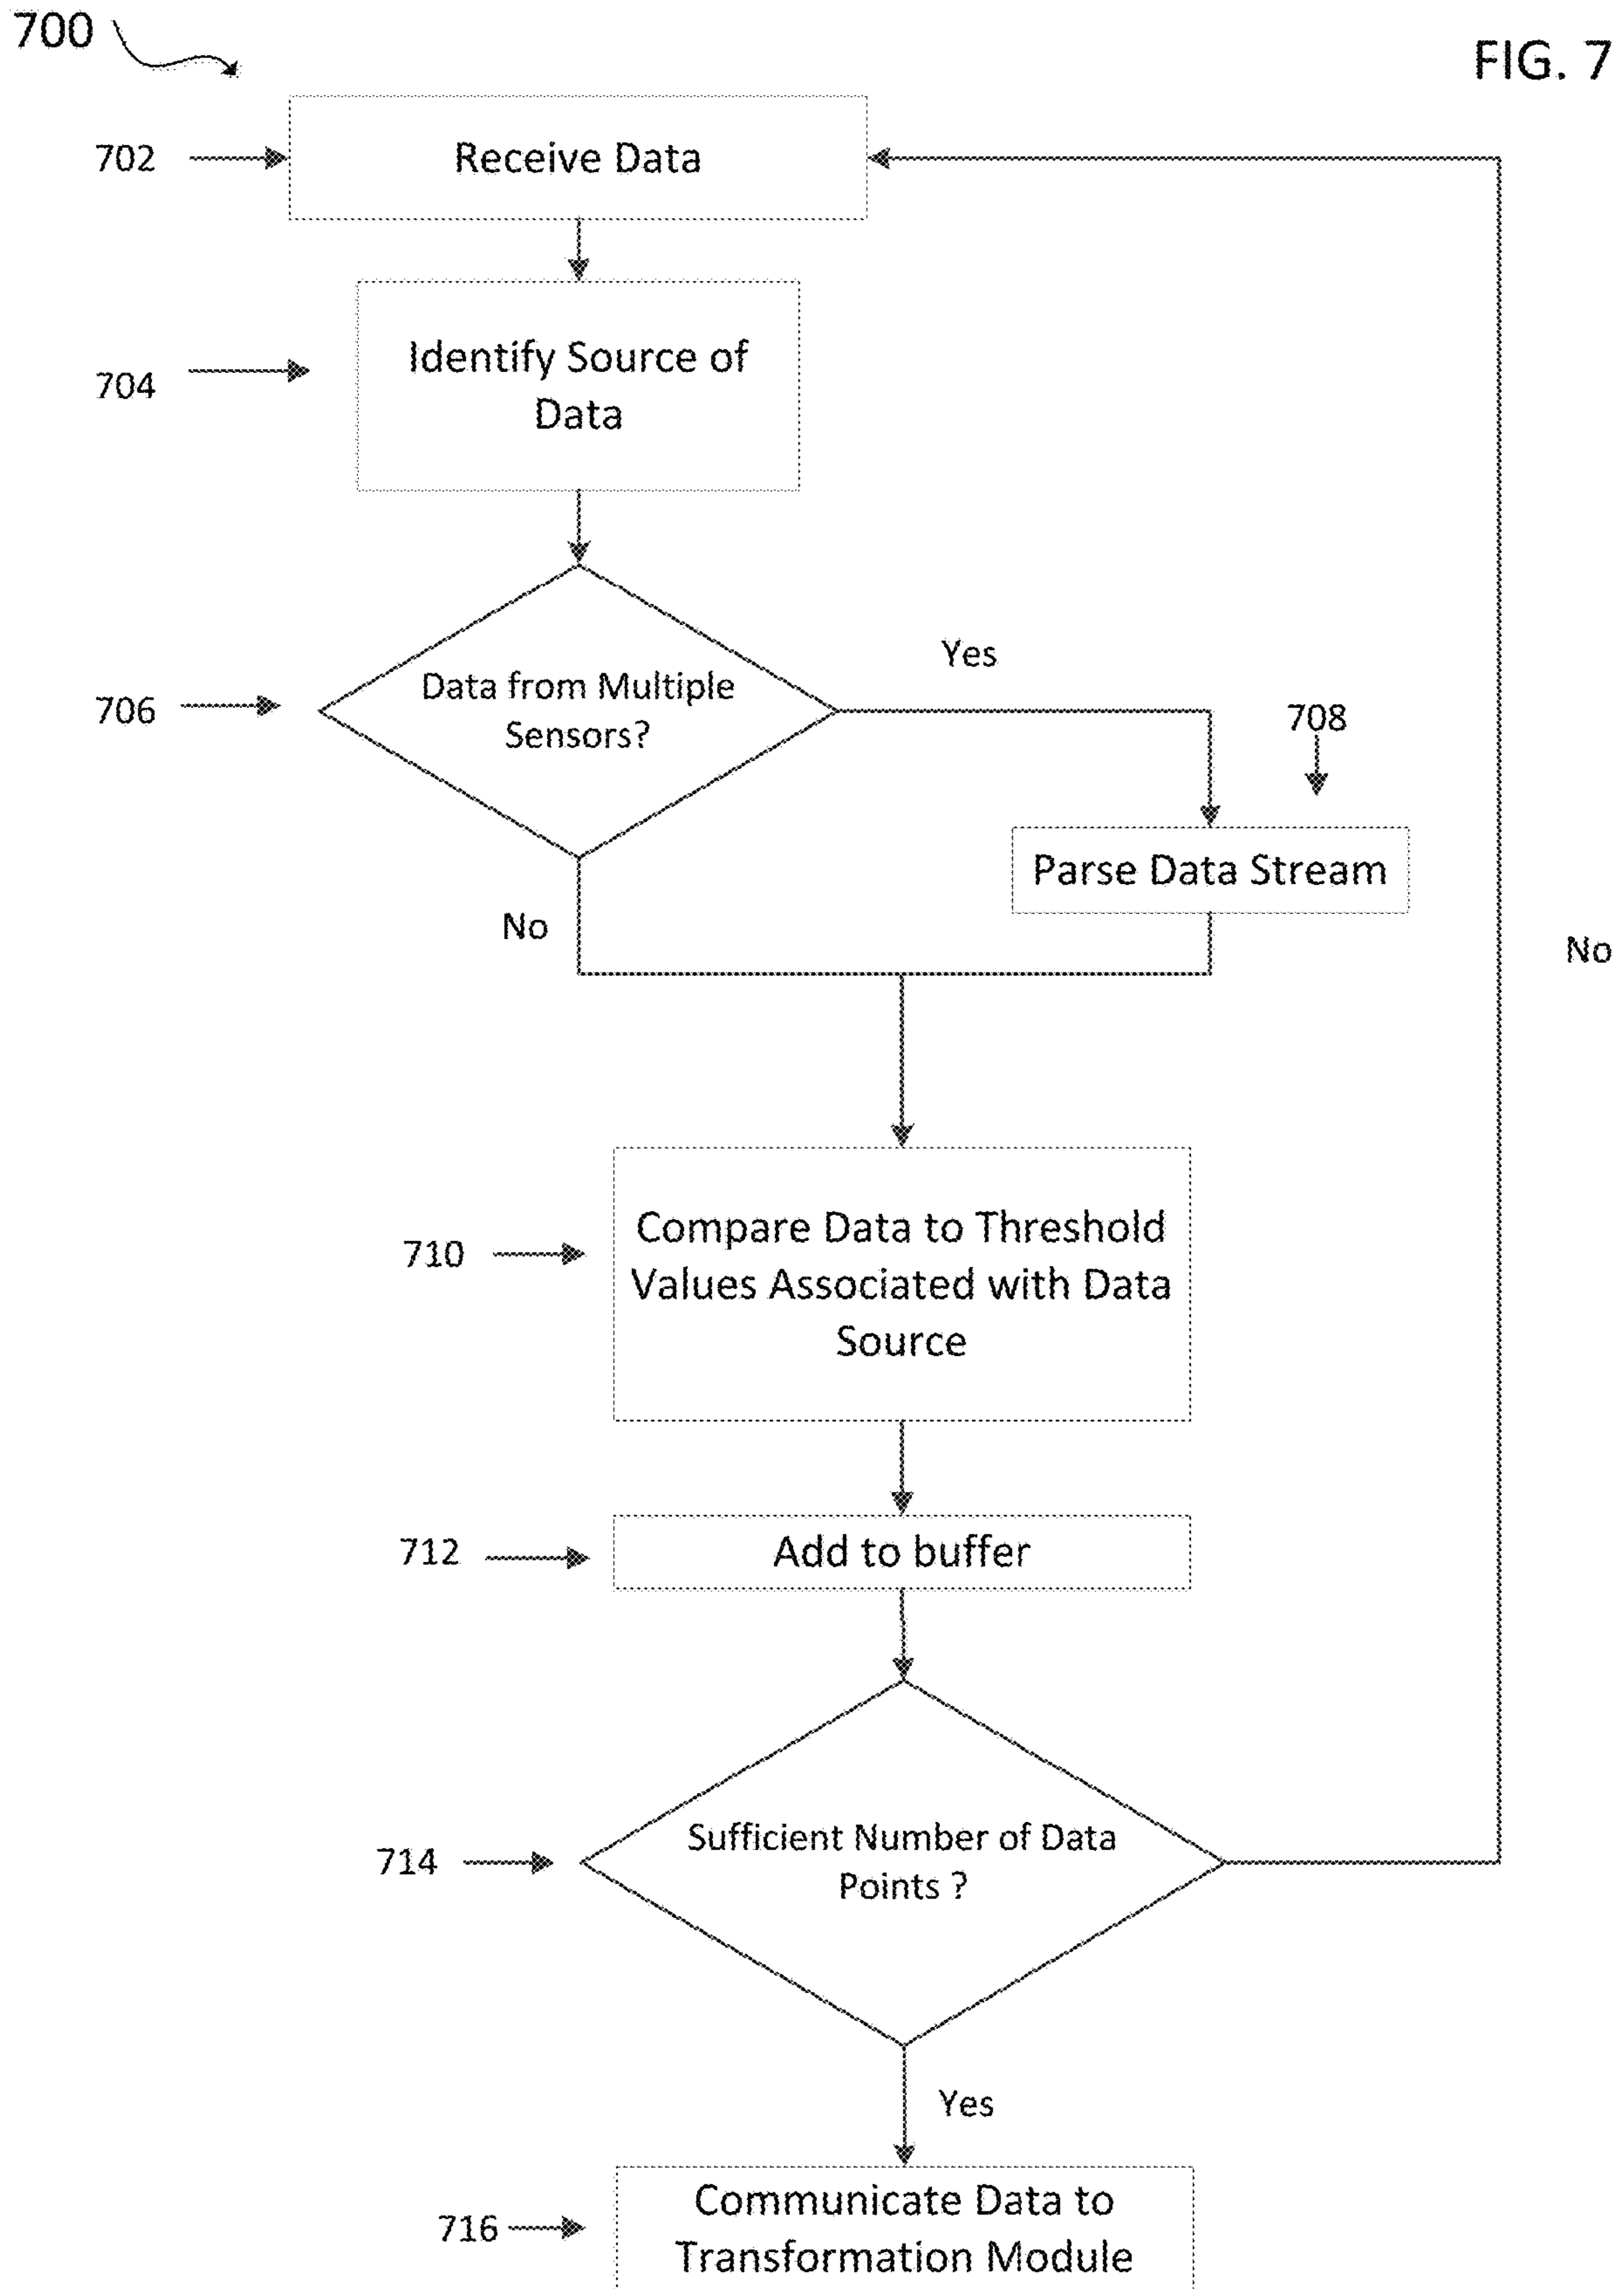 700
FIG. 7
702
Receive Data
704
Identify Source of
Data
Yes
706
Data from Multiple
Sensors?
708
Parse Data Stream
No
No
710
Compare Data to Threshold
Values Associated with Data
Source
712
Add to buffer
714
Sufficient Number of Data
Points ?
Yes
716
Communicate Data to
Transformation Module